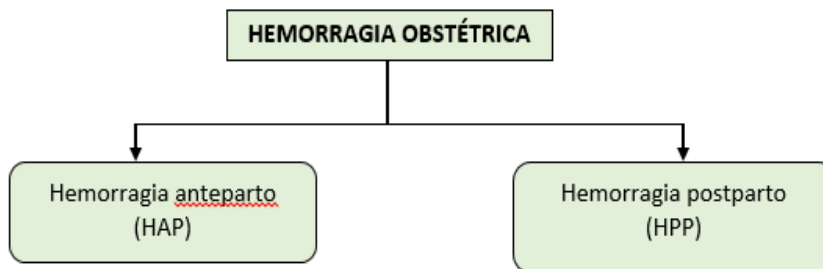 HEMORRAGIA OBSTÉTRICA
Hemorragia anteparto
(HAP)
Hemorragia postparto
(HPP)